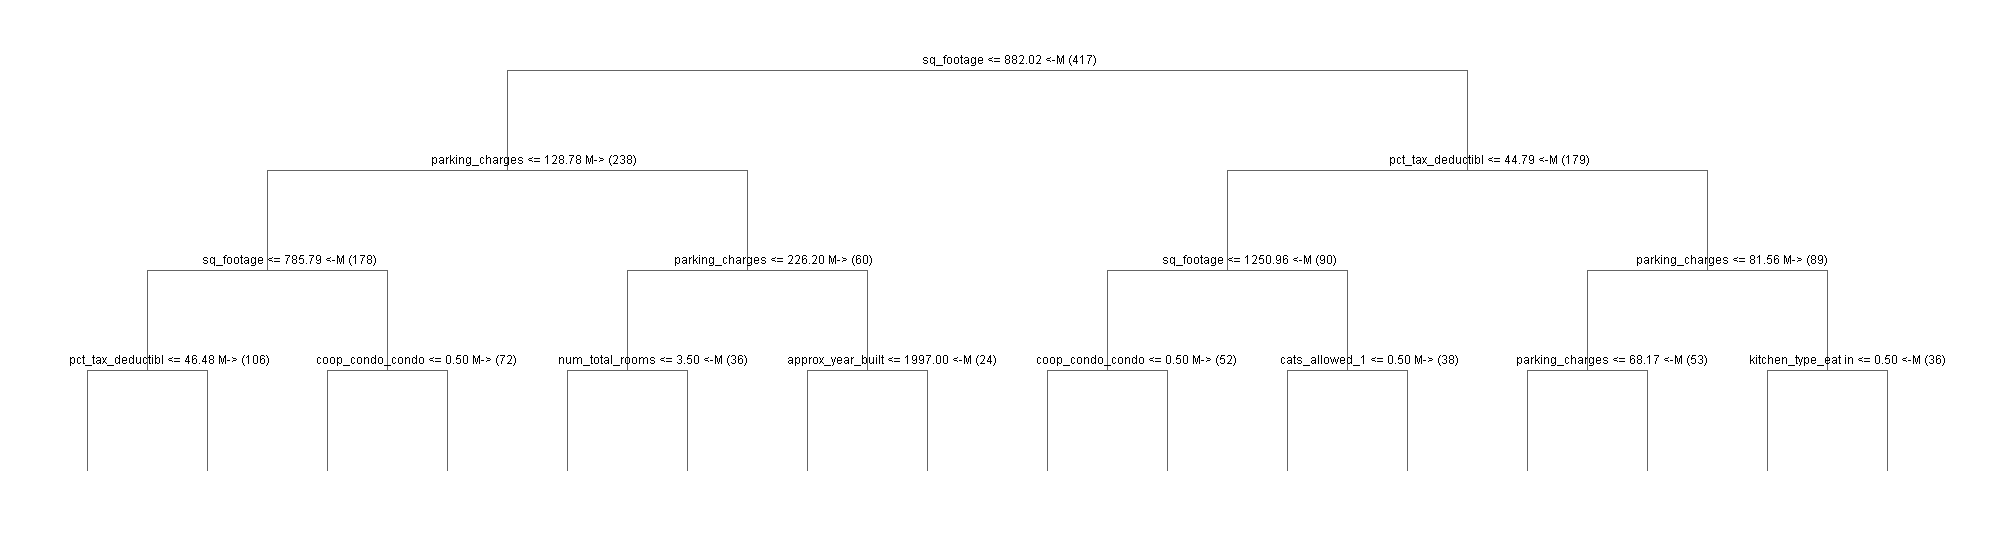 sq_footage <= 882.02 <-M (417)
parking_charges <= 128.78 M-> (238)
pct_tax_deductibl <= 44.79 <-M (179)
sq_footage <= 785.79 <-M (178)
parking_charges <= 226.20 M-> (60)
sq_footage <= 1250.96 <-M (90)
parking_charges <= 81.56 M-> (89)
pct_tax_deductibl <= 46.48 M-> (106)
coop_condo_condo <= 0.50 M-> (72)
num_total_rooms <= 3.50 <-M (36)
approx_year_built <= 1997.00 <-M (24)
coop_condo_condo <= 0.50 M-> (52)
cats_allowed_1 <= 0.50 M-> (38)
parking_charges <= 68.17 <-M (53)
kitchen_type_eat in <= 0.50 <-M (36)